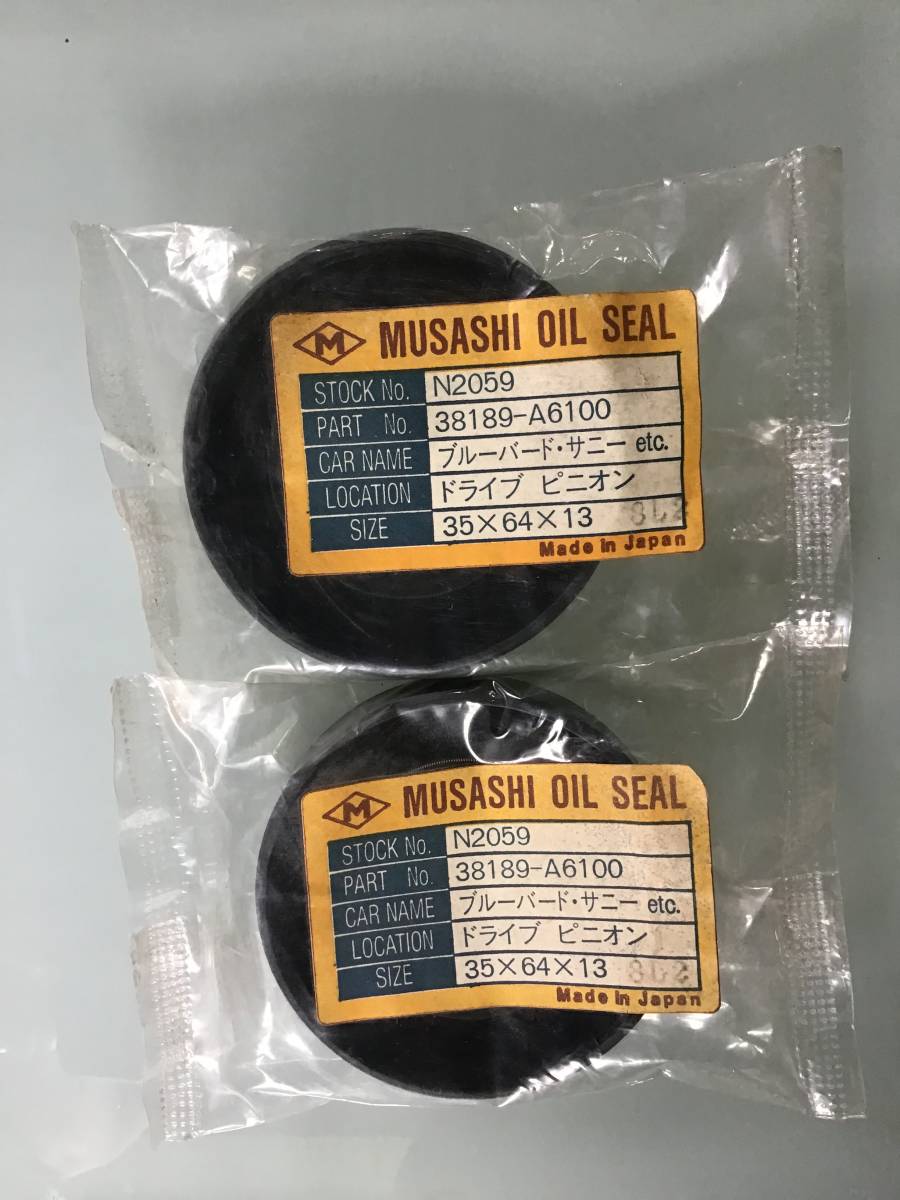 M MUSASHI OIL SEAL
STOCK No. N2059
PART No. 38189-A6100
CAR NAME ブルーバード・サニー etc.
LOCATION ドライブ ピニオン
SIZE 35×64×13
Made in Japan
M MUSASHI OIL SEAL
STOCK No. N2059
PART No. 38189-A6100
CAR NAME ブルーバード・サニー etc.
LOCATION ドライブ ピニオン
SIZE 35×64×13
Made in Japan